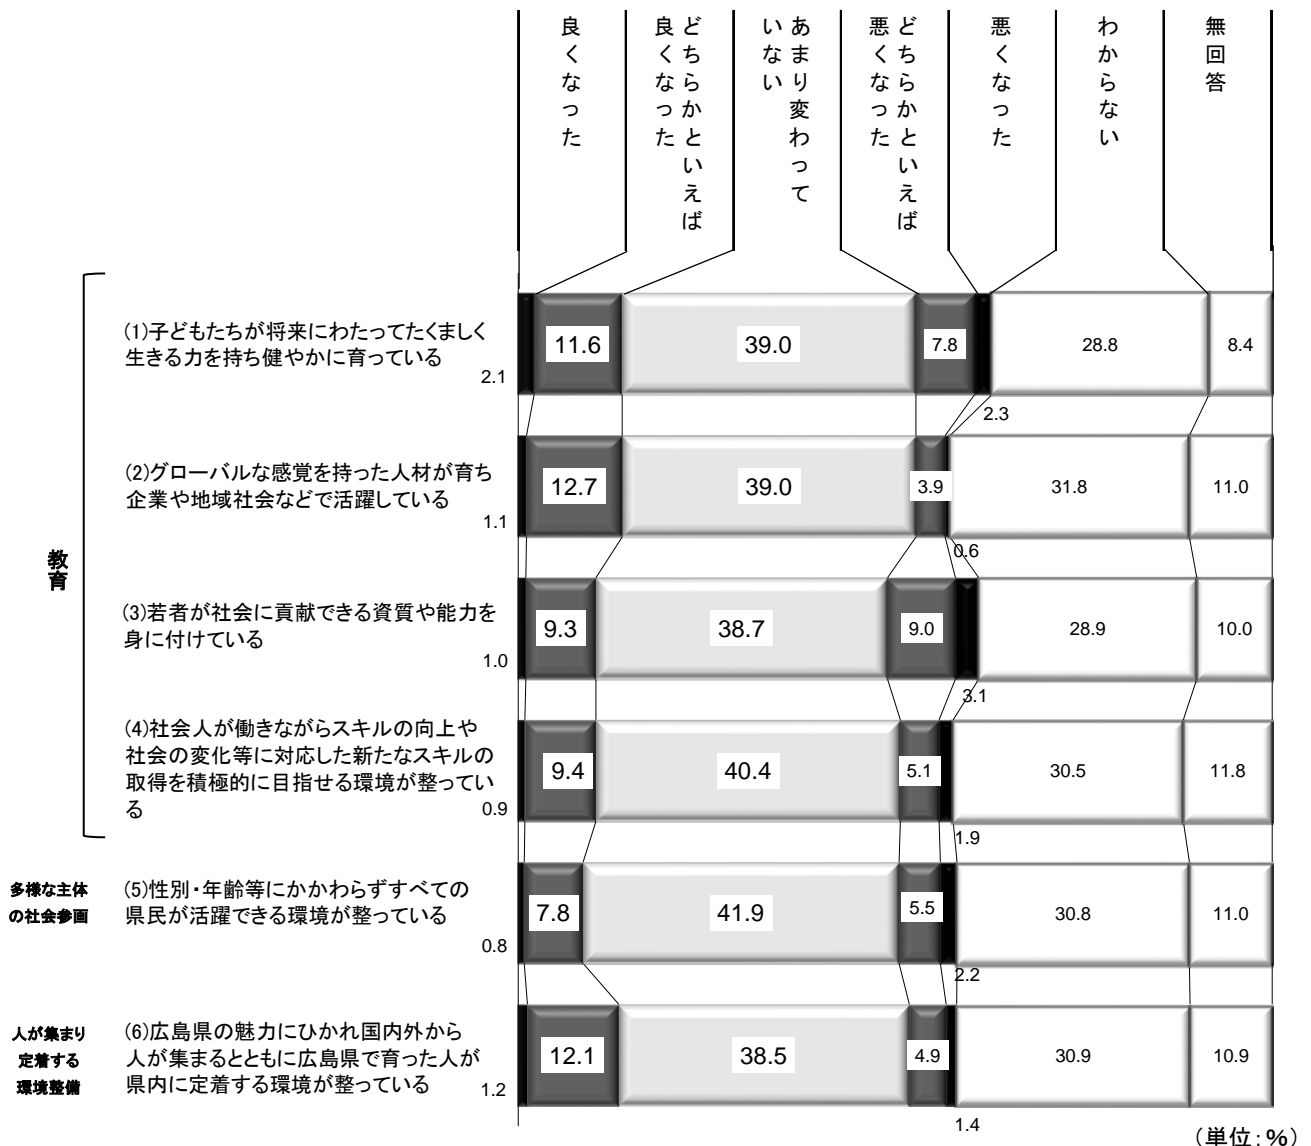 良くなった
どちらかといえば
良くなった
あまり変わって
いない
どちらかといえば
悪くなった
悪くなった
わからない
無回答
教育
(1)子どもたちが将来にわたってたくましく
生きる力を持ち健やかに育っている
2.1
11.6
39.0
7.8
2.3
28.8
8.4
(2)グローバルな感覚を持った人材が育ち
企業や地域社会などで活躍している
1.1
12.7
39.0
3.9
0.6
31.8
11.0
(3)若者が社会に貢献できる資質や能力を
身に付けている
1.0
9.3
38.7
9.0
3.1
28.9
10.0
(4)社会人が働きながらスキルの向上や
社会の変化等に対応した新たなスキルの
取得を積極的に目指せる環境が整ってい
る
0.9
9.4
40.4
5.1
1.9
30.5
11.8
多様な主体
の社会参画
(5)性別・年齢等にかかわらずすべての
県民が活躍できる環境が整っている
0.8
7.8
41.9
5.5
2.2
30.8
11.0
人が集まり
定着する
環境整備
(6)広島県の魅力にひかれ国内外から
人が集まるとともに広島県で育った人が
県内に定着する環境が整っている
1.2
12.1
38.5
4.9
1.4
30.9
10.9
(単位:%)